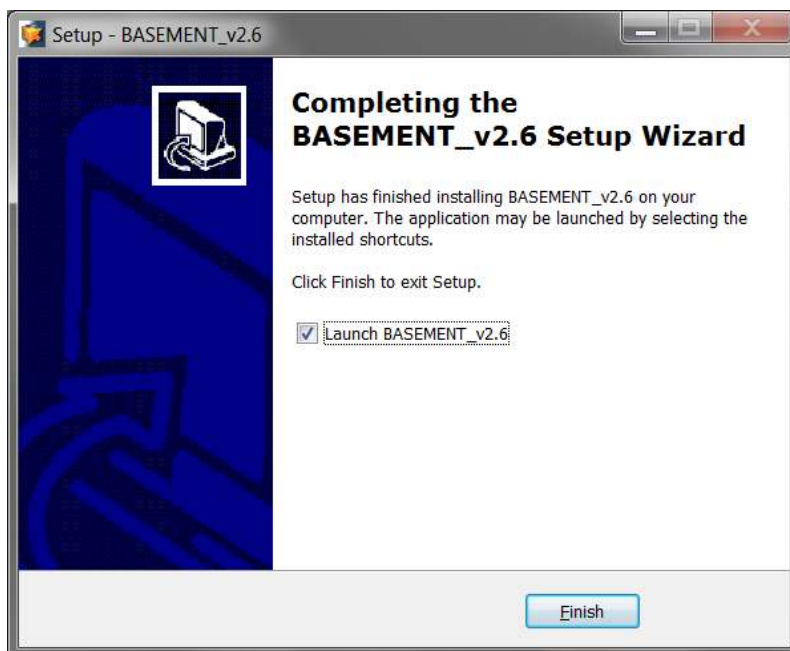 Setup - BASEMENT_v2.6
Completing the
BASEMENT_v2.6 Setup Wizard
Setup has finished installing BASEMENT_v2.6 on your
computer. The application may be launched by selecting the
installed shortcuts.
Click Finish to exit Setup.
Launch BASEMENT_v2.6
Finish